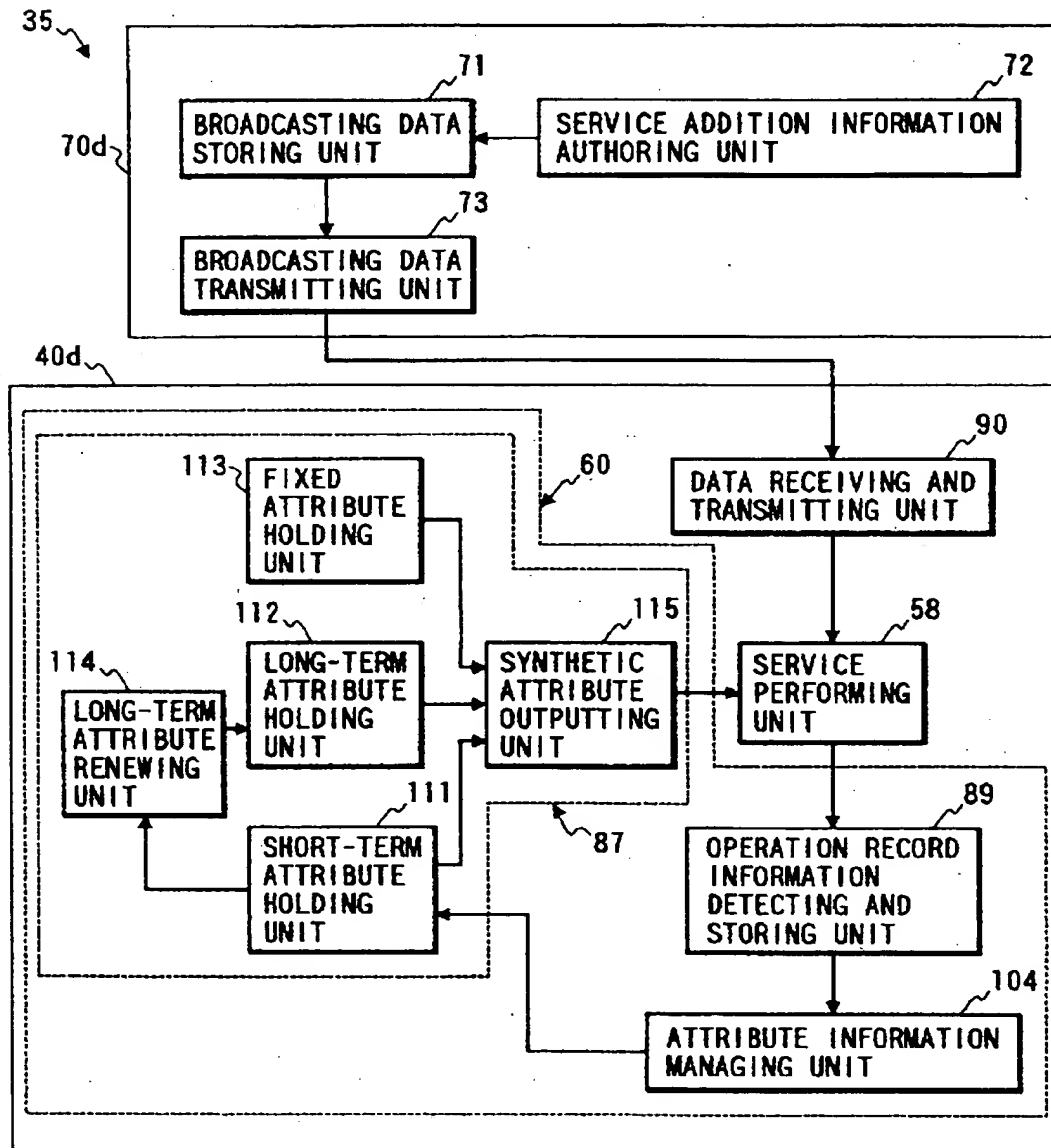 35
70d
71
BROADCASTING DATA
STORING UNIT
72
SERVICE ADDITION INFORMATION
AUTHORING UNIT
73
BROADCASTING DATA
TRANSMITTING UNIT
40d
90
DATA RECEIVING AND
TRANSMITTING UNIT
60
113
FIXED
ATTRIBUTE
HOLDING
UNIT
112
LONG-TERM
ATTRIBUTE
HOLDING
UNIT
115
SYNTHETIC
ATTRIBUTE
OUTPUTTING
UNIT
58
SERVICE
PERFORMING
UNIT
114
LONG-TERM
ATTRIBUTE
RENEWING
UNIT
111
SHORT-TERM
ATTRIBUTE
HOLDING
UNIT
87
89
OPERATION RECORD
INFORMATION
DETECTING AND
STORING UNIT
104
ATTRIBUTE INFORMATION
MANAGING UNIT